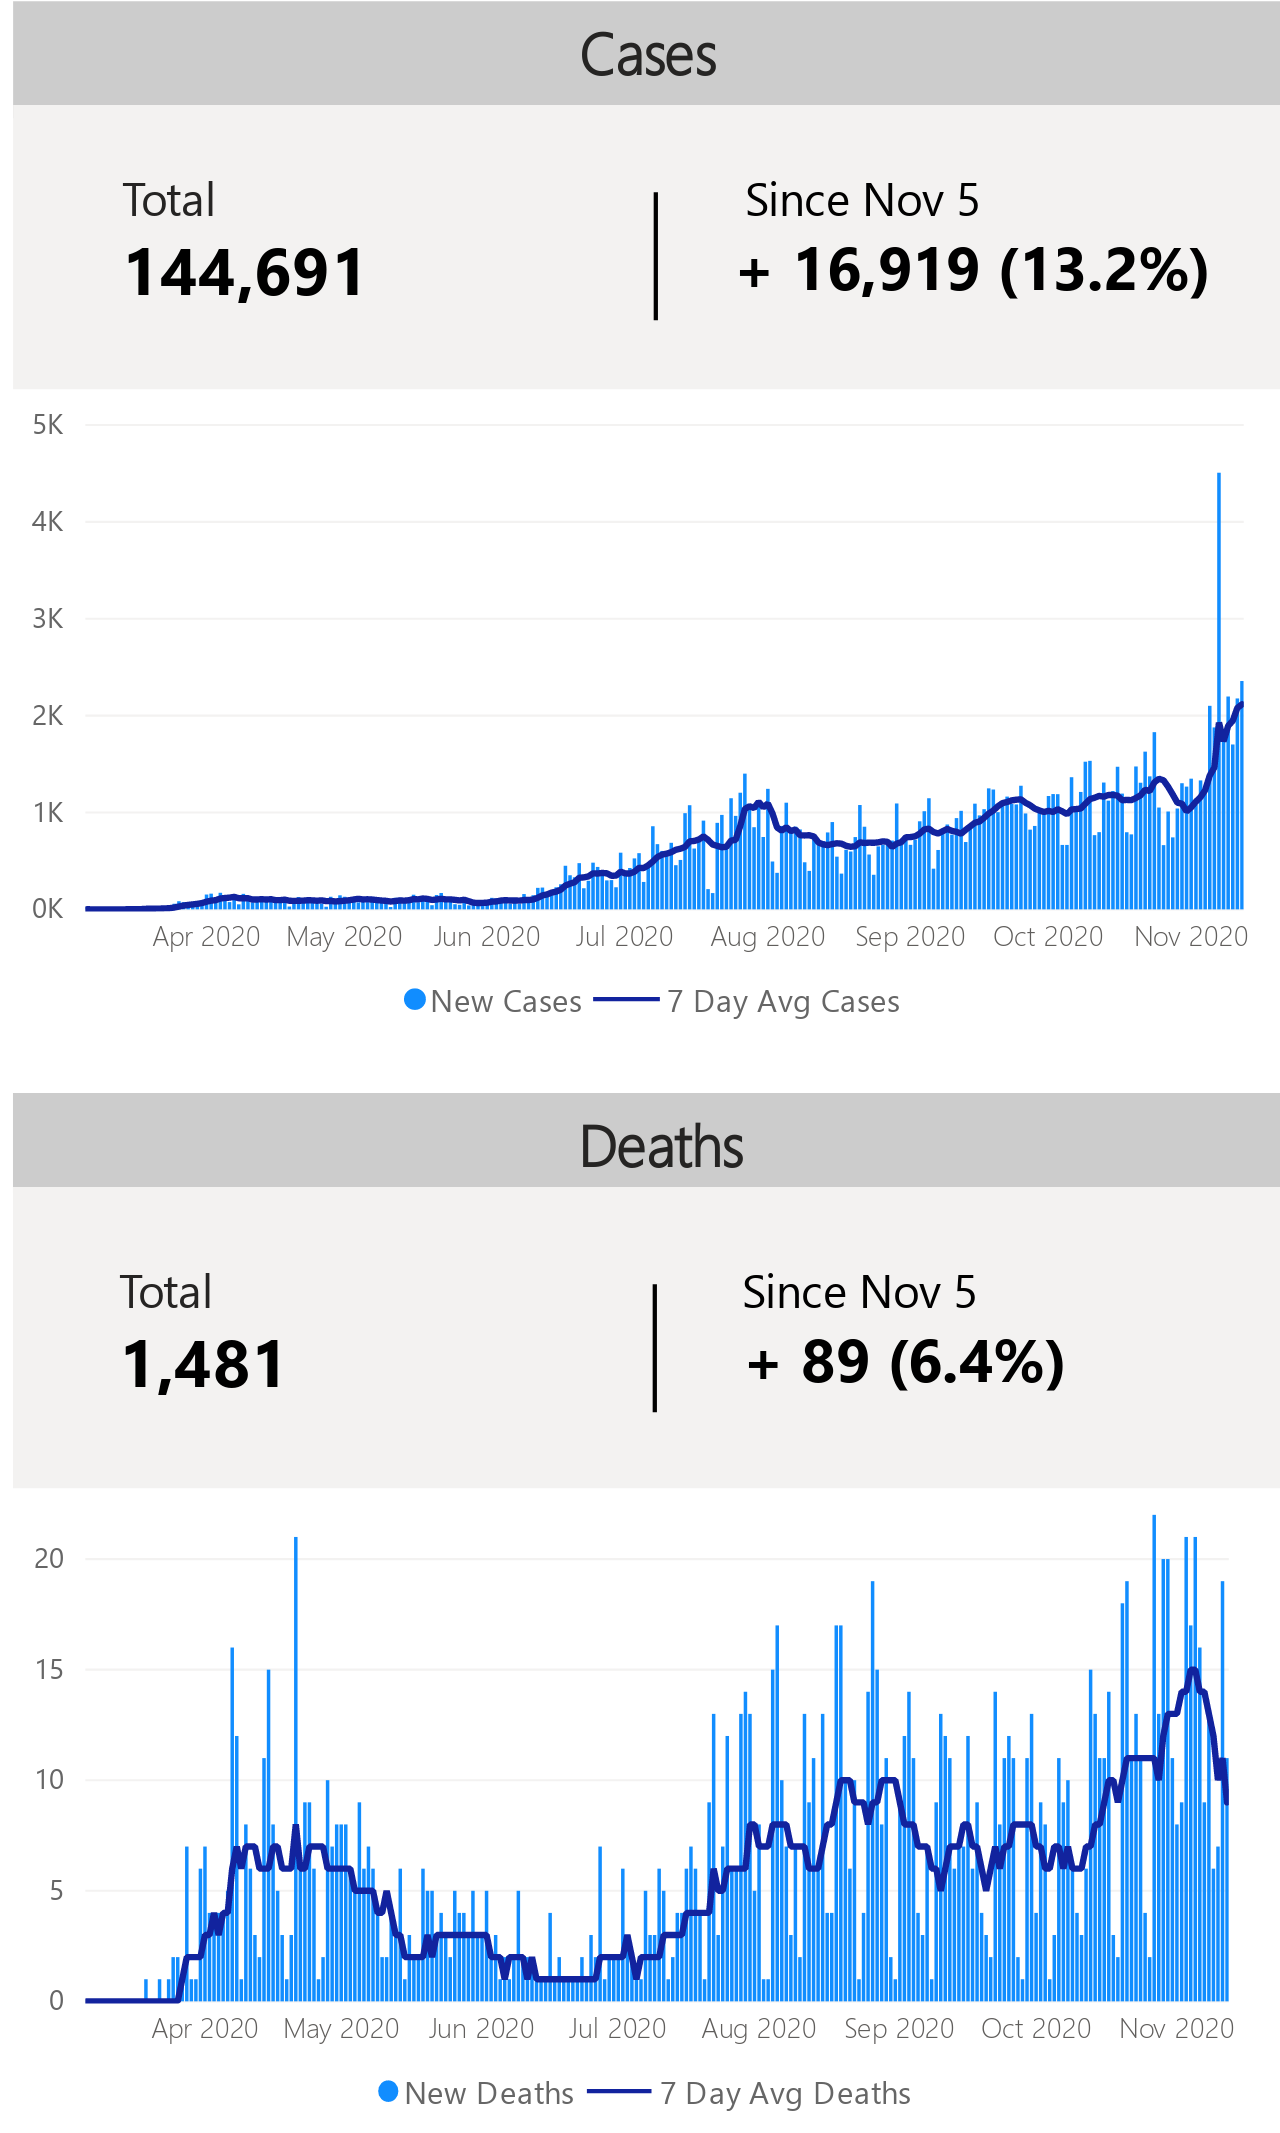 Cases
Total
Since Nov 5
144,691
+ 16,919 (13.2%)
5K
4K
3K
2K
1K
0K
Apr 2020 May 2020 Jun 2020 Jul 2020 Aug 2020 Sep 2020 Oct 2020 Nov 2020
New Cases 7 Day Avg Cases
Deaths
Total
Since Nov 5
1,481
+ 89 (6.4%)
20
15
10
5
0
Apr 2020 May 2020 Jun 2020 Jul 2020 Aug 2020 Sep 2020 Oct 2020 Nov 2020
New Deaths 7 Day Avg Deaths